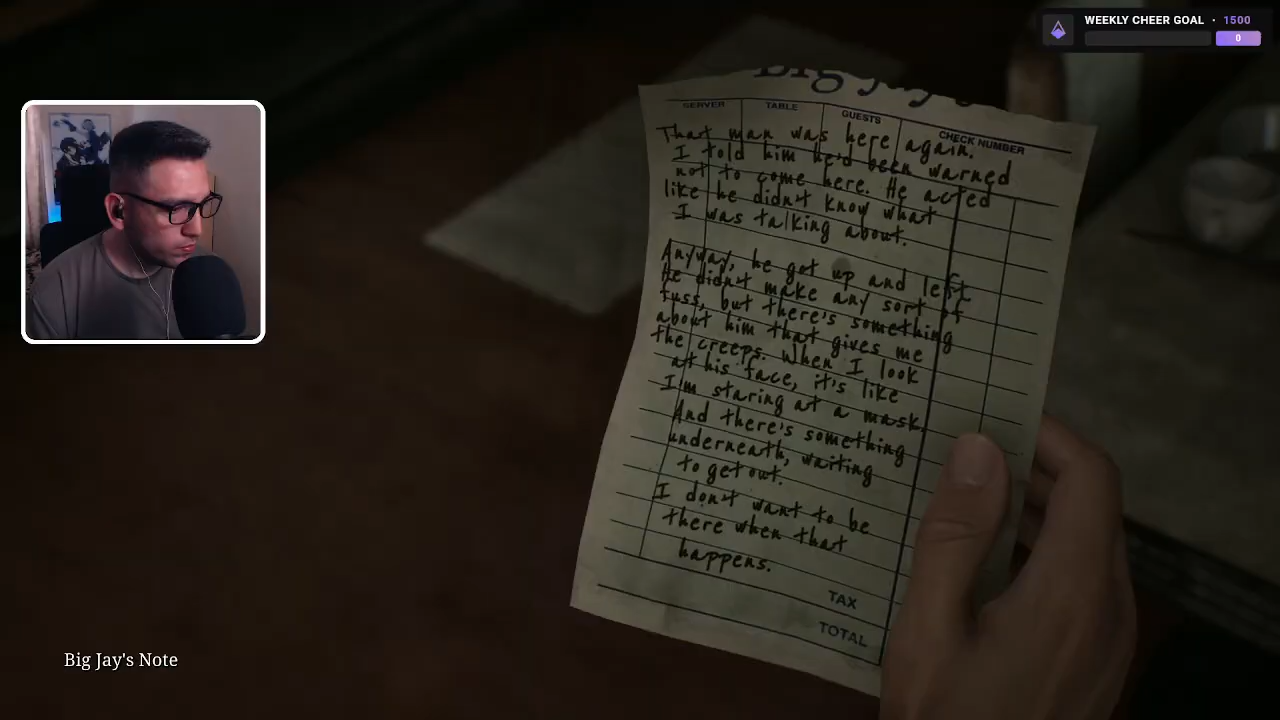 WEEKLY CHEER GOAL · 1500
0
Big Jay's
SERVER TABLE GUESTS CHECK NUMBER
That man was here again.
I told him he'd been warned
not to come here. He acted
like he didn't know what
I was talking about.
Anyway, he got up and left
He didn't make any sort of
fuss, but there's something
about him that gives me
the creeps. When I look
at his face, it's like
I'm staring at a mask.
And there's something
underneath, waiting
to get out.
I don't want to be
there when that
happens.
TAX
TOTAL
Big Jay's Note